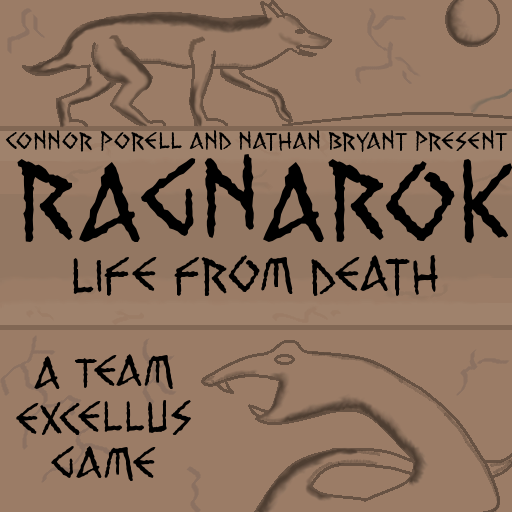 CONNOR PORELL AND NATHAN BRYANT PRESENT
RAGNAROK
LIFE FROM DEATH
A TEAM
EXCELLUS
GAME